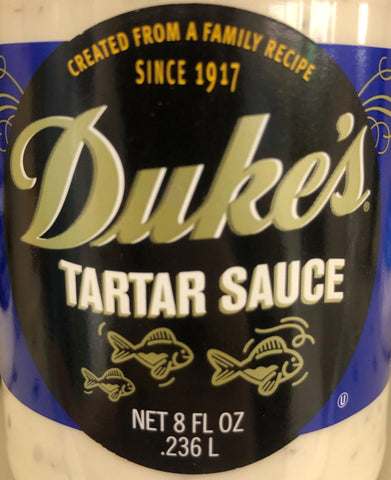 CREATED FROM A FAMILY RECIPE
SINCE 1917
Duke's®
TARTAR SAUCE
NET 8 FL OZ
.236 L
Ⓤ